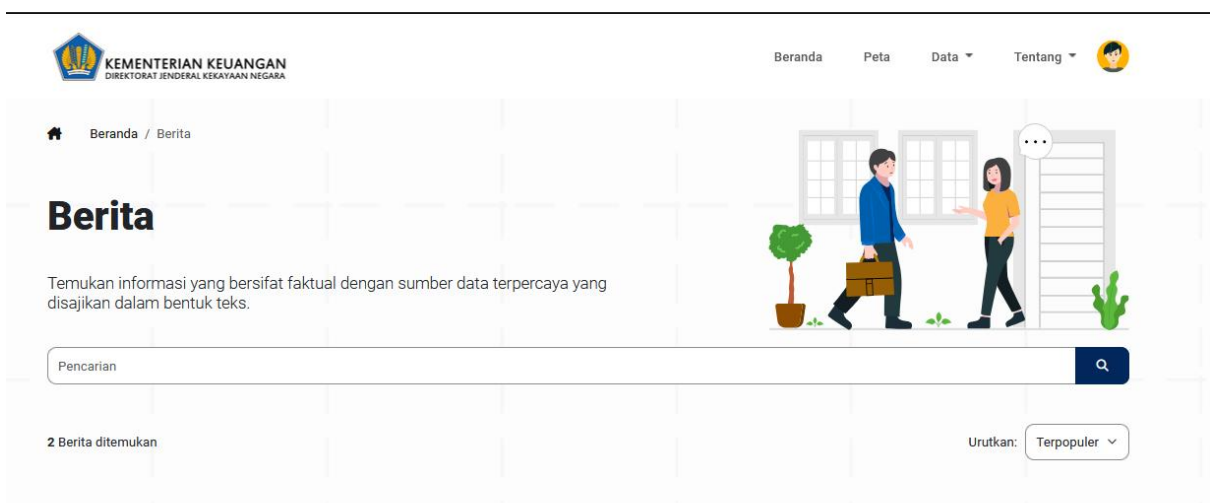 KEMENTERIAN KEUANGAN
DIREKTORAT JENDERAL KEKAYAAN NEGARA
Beranda Peta Data Tentang
Beranda / Berita
Berita
Temukan informasi yang bersifat faktual dengan sumber data terpercaya yang
disajikan dalam bentuk teks.
Pencarian
2 Berita ditemukan
Urutkan: Terpopuler